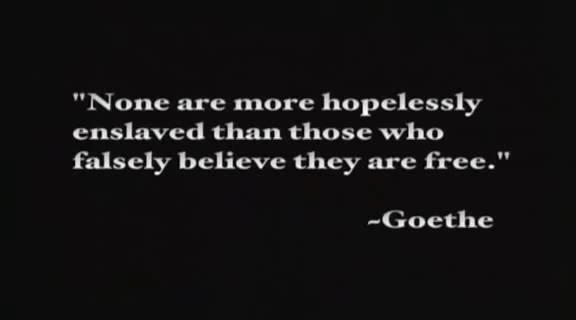 "None are more hopelessly
enslaved than those who
falsely believe they are free."
~Goethe